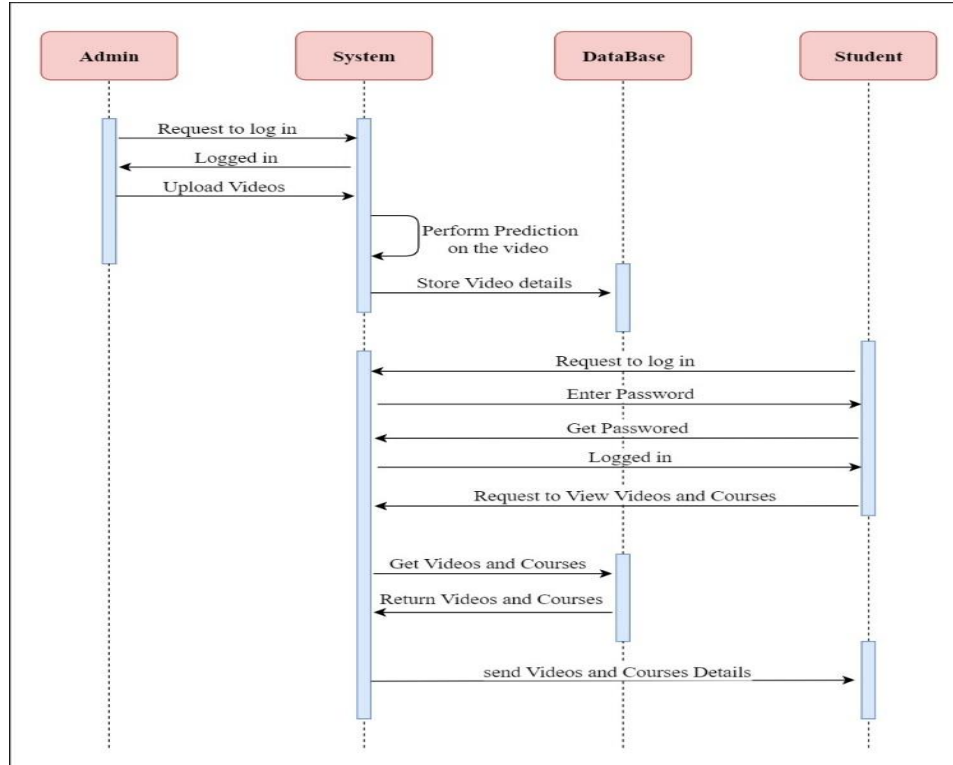 Admin
System
DataBase
Student
Request to log in
Logged in
Upload Videos
Perform Prediction
on the video
Store Video details
Request to log in
Enter Password
Get Passwored
Logged in
Request to View Videos and Courses
Get Videos and Courses
Return Videos and Courses
send Videos and Courses Details